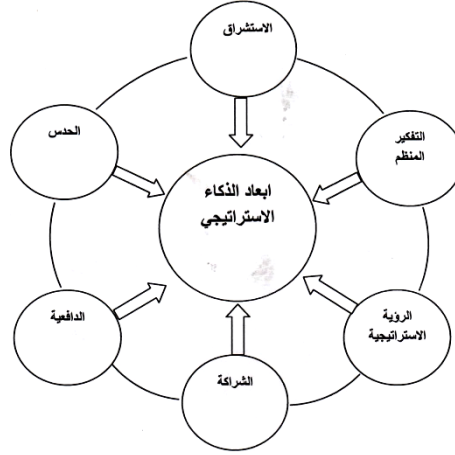 الاستشراق
التفكير
المنظم
الحدس
ابعاد الذكاء
الاستراتيجي
الرؤية
الاستراتيجية
الدافعية
الشراكة